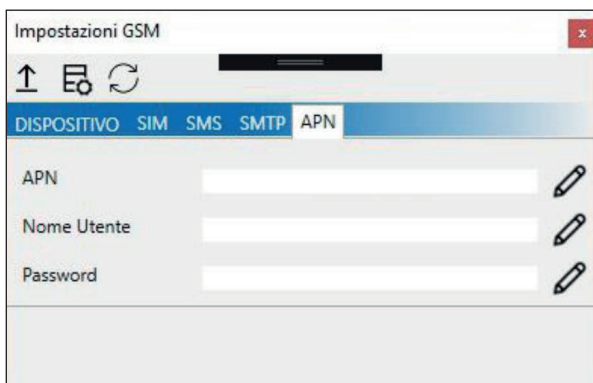 Impostazioni GSM
DISPOSITIVO SIM SMS SMTP APN
APN
Nome Utente
Password